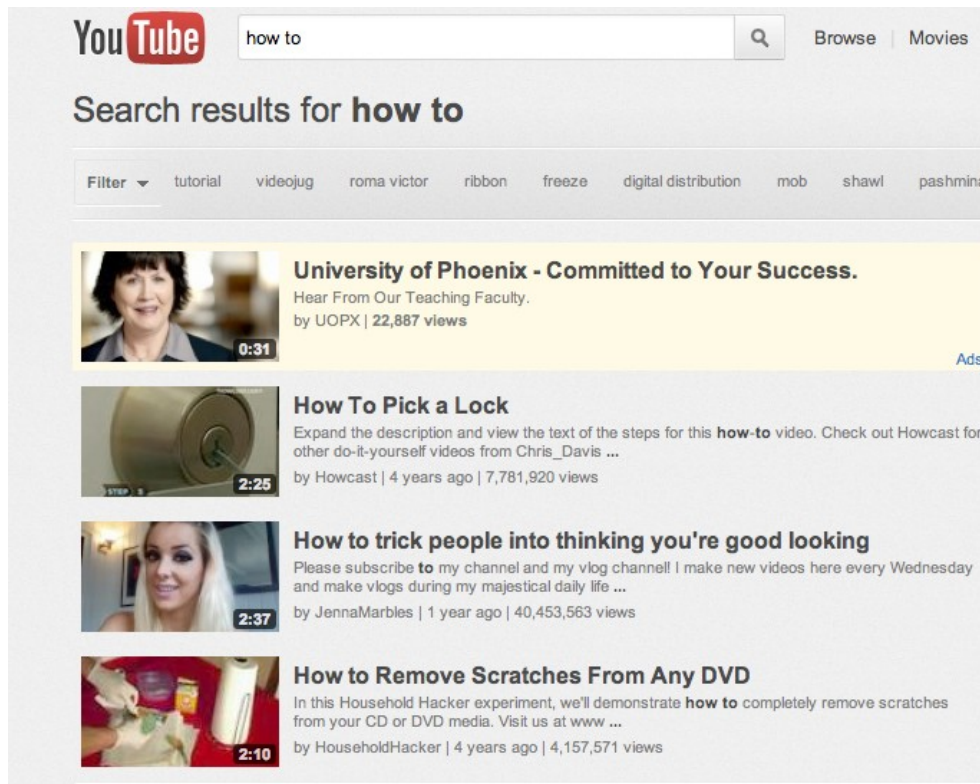 YouTube how to Browse Movies
Search results for how to
Filter tutorial videojug roma victor ribbon freeze digital distribution mob shawl pashmina
University of Phoenix - Committed to Your Success.
Hear From Our Teaching Faculty.
by UOPX | 22,887 views
0:31
Ads
How To Pick a Lock
Expand the description and view the text of the steps for this how-to video. Check out Howcast for
other do-it-yourself videos from Chris_Davis ...
by Howcast | 4 years ago | 7,781,920 views
STEP 5
2:25
How to trick people into thinking you're good looking
Please subscribe to my channel and my vlog channel! I make new videos here every Wednesday
and make vlogs during my majestical daily life ...
by JennaMarbles | 1 year ago | 40,453,563 views
2:37
How to Remove Scratches From Any DVD
In this Household Hacker experiment, we'll demonstrate how to completely remove scratches
from your CD or DVD media. Visit us at www ...
by HouseholdHacker | 4 years ago | 4,157,571 views
2:10